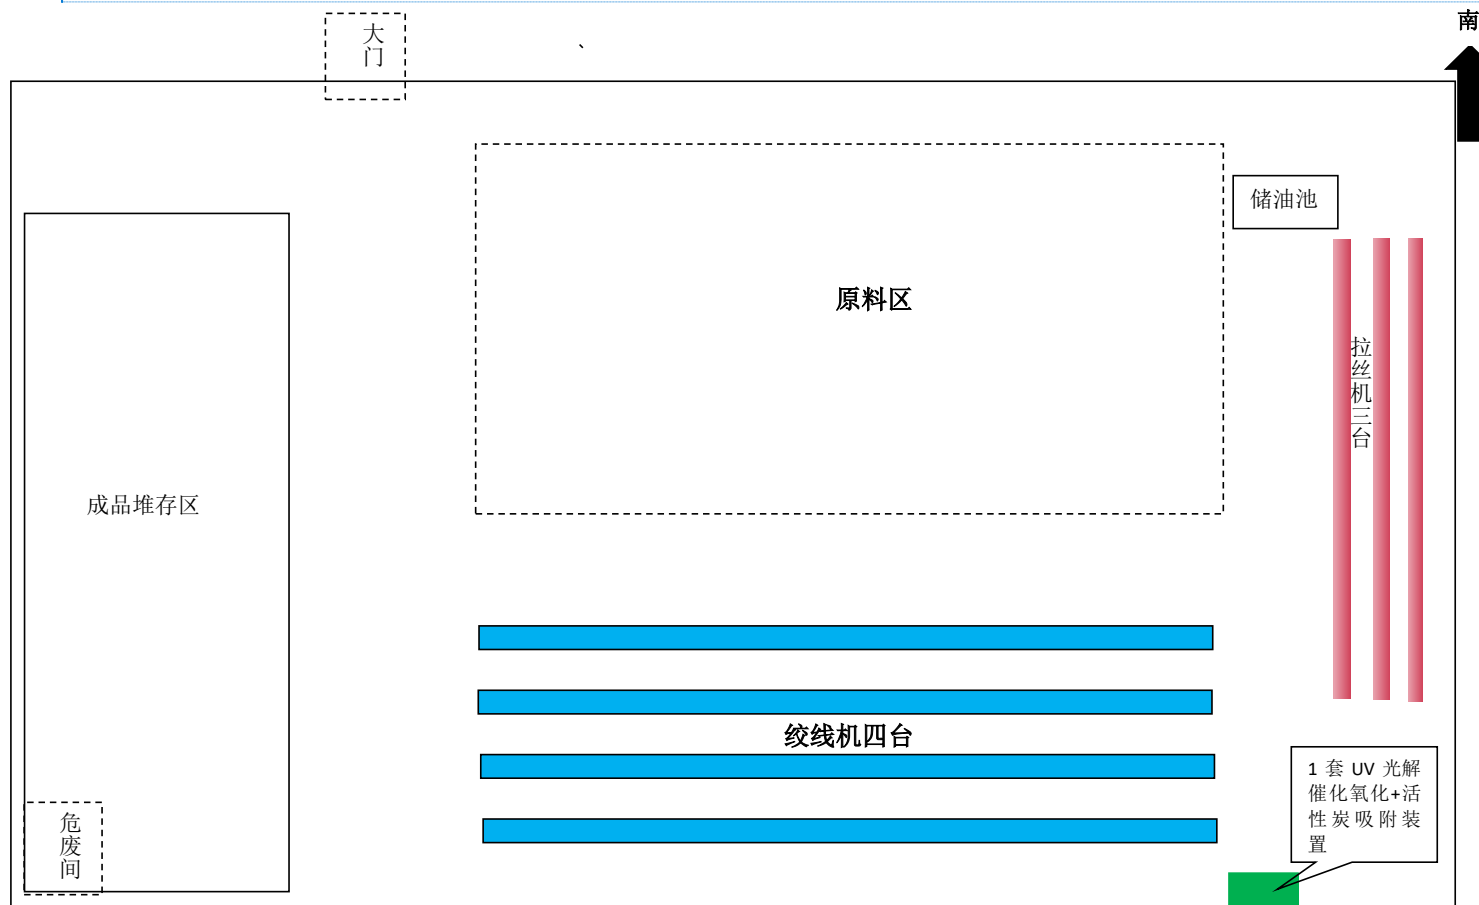 南
大门
、
储油池
原料区
拉丝机三台
成品堆存区
绞线机四台
1 套 UV 光解
催化氧化+活
性炭吸附装
置
危废间